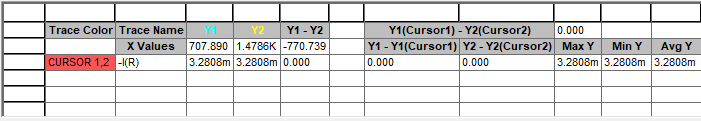 Trace Color Trace Name Y1 Y2 Y1 - Y2 Y1(Cursor1) - Y2(Cursor2) 0.000
X Values 707.890 1.4786K -770.739 Y1 - Y1(Cursor1) Y2 - Y2(Cursor2) Max Y Min Y Avg Y
CURSOR 1,2 -I(R) 3.2808m 3.2808m 0.000 0.000 0.000 3.2808m 3.2808m 3.2808m